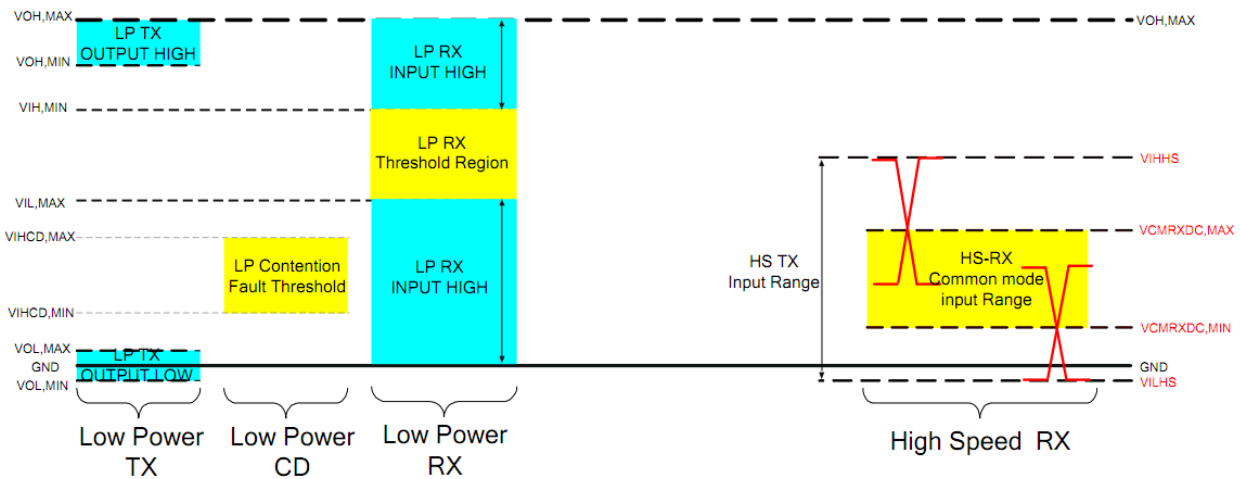 VOH,MAX
LP TX
OUTPUT HIGH
VOH,MIN
VIH,MIN
VIL,MAX
VIHCD,MAX
VIHCD,MIN
VOL,MAX
GND
VOL,MIN
LP TX
OUTPUT LOW
LP Contention
Fault Threshold
LP RX
INPUT HIGH
LP RX
Threshold Region
LP RX
INPUT HIGH
HS TX
Input Range
HS-RX
Common mode
input Range
VOH,MAX
VIHHS
VCMRXDC,MAX
VCMRXDC,MIN
GND
VILHS
Low Power
TX
Low Power
CD
Low Power
RX
High Speed RX